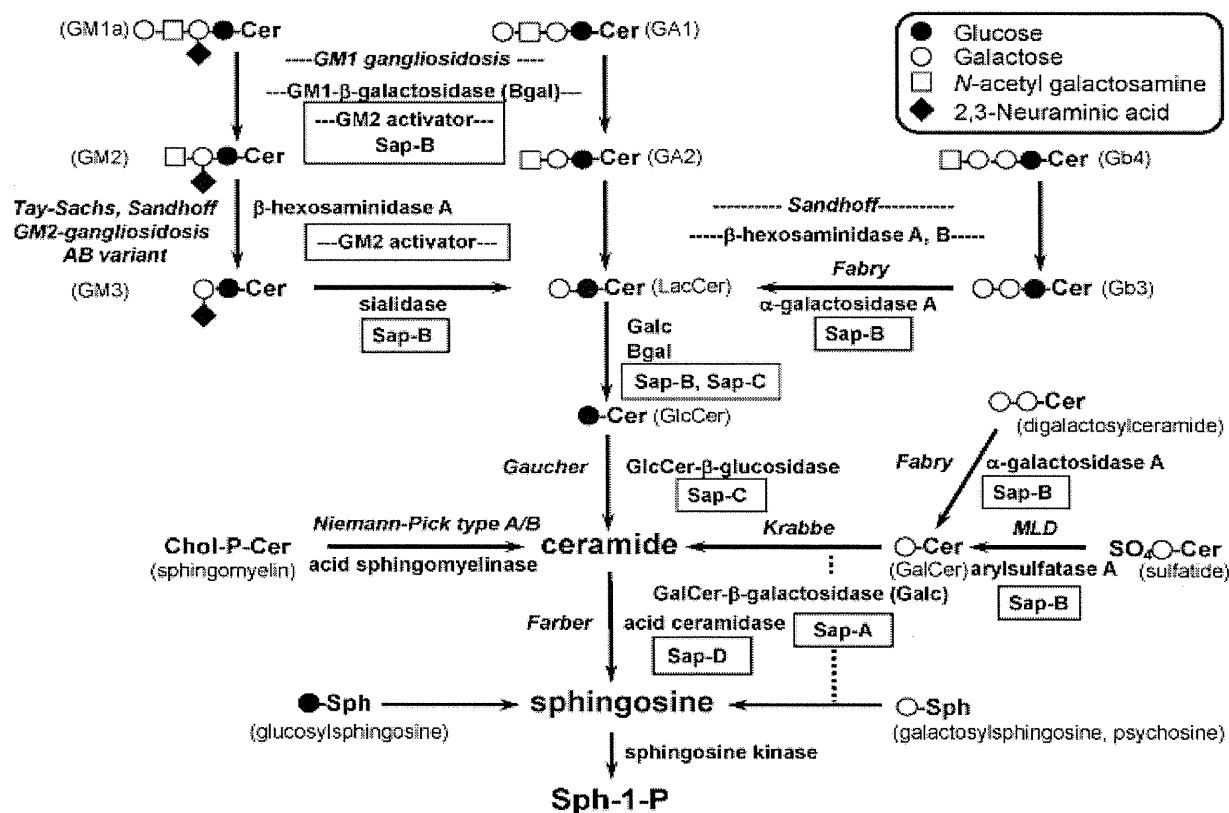 (GM1a)
-Cer
-Cer (GA1)
Glucose
Galactose
N-acetyl galactosamine
2,3-Neuraminic acid
----GM1 gangliosidosis ----
---GM1-β-galactosidase (Bgal)---
---GM2 activator---
Sap-B
(GM2)
-Cer
-Cer (GA2)
-Cer (Gb4)
Tay-Sachs, Sandhoff
GM2-gangliosidosis
AB variant
β-hexosaminidase A
---GM2 activator---
---------- Sandhoff-----------
-----β-hexosaminidase A, B-----
(GM3)
-Cer
sialidase
Sap-B
-Cer (LacCer)
Fabry
α-galactosidase A
Sap-B
-Cer (Gb3)
Galc
Bgal
Sap-B, Sap-C
-Cer (GlcCer)
-Cer
(digalactosylceramide)
Gaucher
GlcCer-β-glucosidase
Sap-C
Fabry
α-galactosidase A
Sap-B
Chol-P-Cer
(sphingomyelin)
Niemann-Pick type A/B
acid sphingomyelinase
ceramide
Krabbe
-Cer
(GalCer)
MLD
arylsulfatase A
Sap-B
SO4 -Cer
(sulfatide)
GalCer-β-galactosidase (Galc)
Farber
acid ceramidase
Sap-D
Sap-A
-Sph
(glucosylsphingosine)
sphingosine
-Sph
(galactosylsphingosine, psychosine)
sphingosine kinase
Sph-1-P